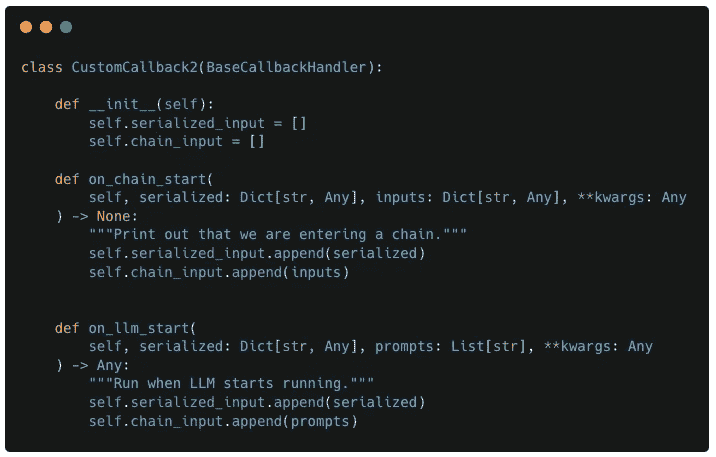 class CustomCallback2(BaseCallbackHandler):

    def __init__(self):
        self.serialized_input = []
        self.chain_input = []

    def on_chain_start(
        self, serialized: Dict[str, Any], inputs: Dict[str, Any], **kwargs: Any
    ) -> None:
        """Print out that we are entering a chain."""
        self.serialized_input.append(serialized)
        self.chain_input.append(inputs)


    def on_llm_start(
        self, serialized: Dict[str, Any], prompts: List[str], **kwargs: Any
    ) -> Any:
        """Run when LLM starts running."""
        self.serialized_input.append(serialized)
        self.chain_input.append(prompts)